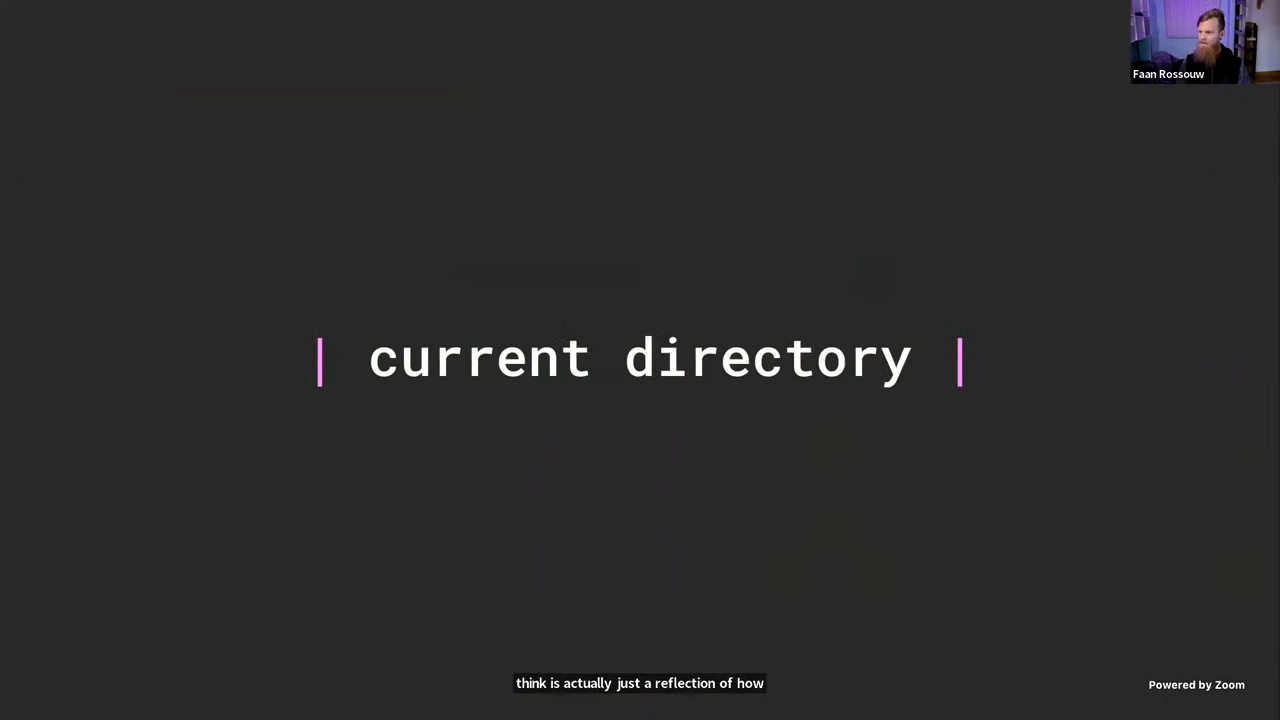 Faan Rossouw
| current directory |
think is actually just a reflection of how
Powered by Zoom